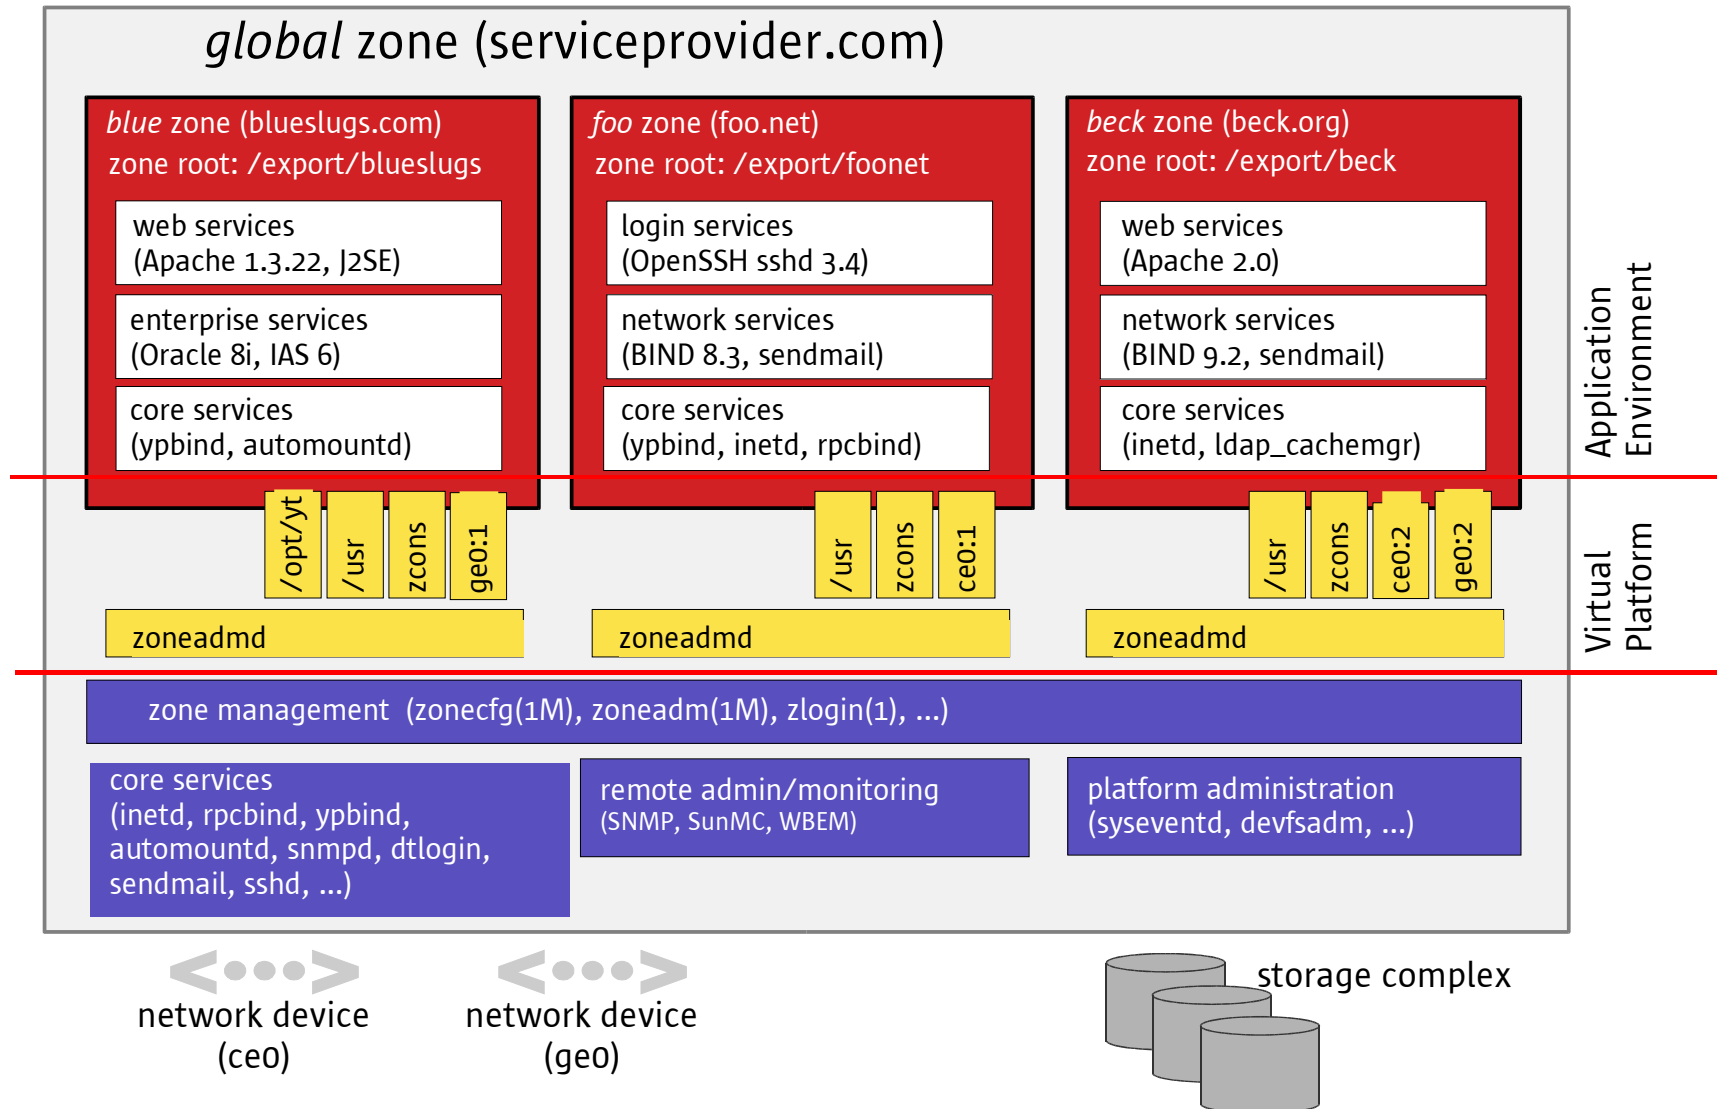 global zone (serviceprovider.com)
blue zone (blueslugs.com)
zone root: /export/blueslugs
web services
(Apache 1.3.22, J2SE)
enterprise services
(Oracle 8i, IAS 6)
core services
(ypbind, automountd)
foo zone (foo.net)
zone root: /export/foonet
login services
(OpenSSH sshd 3.4)
network services
(BIND 8.3, sendmail)
core services
(ypbind, inetd, rpcbind)
beck zone (beck.org)
zone root: /export/beck
web services
(Apache 2.0)
network services
(BIND 9.2, sendmail)
core services
(inetd, ldap_cachemgr)
Application
Environment
/opt/yt
/usr
zcons
ge0:1
/usr
zcons
ce0:1
/usr
zcons
ce0:2
ge0:2
zoneadmd
zoneadmd
zoneadmd
Virtual
Platform
zone management (zonecfg(1M), zoneadm(1M), zlogin(1), ...)
core services
(inetd, rpcbind, ypbind,
automountd, snmpd, dtlogin,
sendmail, sshd, ...)
remote admin/monitoring
(SNMP, SunMC, WBEM)
platform administration
(syseventd, devfsadm, ...)
network device
(ce0)
network device
(ge0)
storage complex